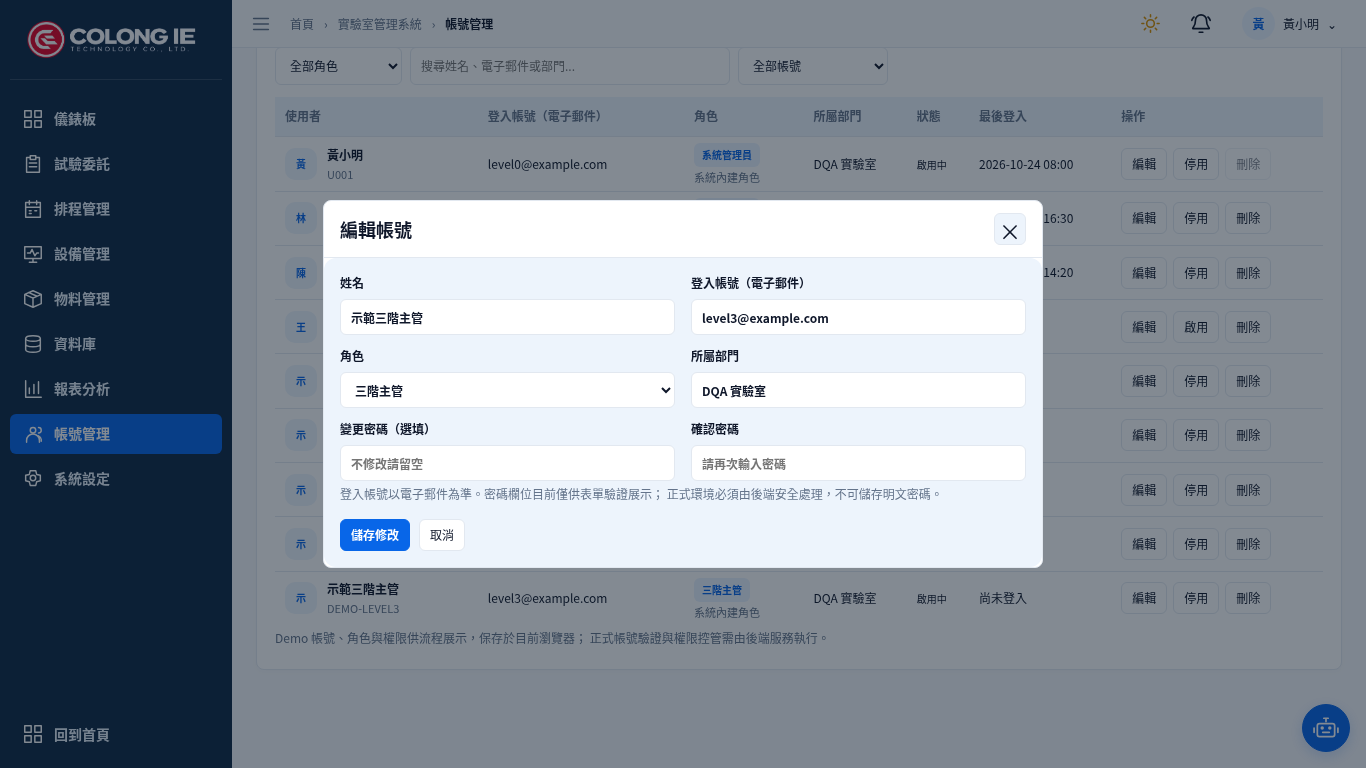 COLONG IE
TECHNOLOGY CO., LTD.
首頁 › 實驗室管理系統 › 帳號管理
黃 黃小明
儀錶板
試驗委託
排程管理
設備管理
物料管理
資料庫
報表分析
帳號管理
系統設定
回到首頁
全部角色 搜尋姓名、電子郵件或部門... 全部帳號
使用者 登入帳號（電子郵件） 角色 所屬部門 狀態 最後登入 操作
黃 黃小明 U001 level0@example.com 系統管理員 系統內建角色 DQA 實驗室 啟用中 2026-10-24 08:00 編輯 停用 刪除
林 16:30 編輯 停用 刪除
陳 14:20 編輯 停用 刪除
王 編輯 啟用 刪除
示 編輯 停用 刪除
示 編輯 停用 刪除
示 編輯 停用 刪除
示 編輯 停用 刪除
示 示範三階主管 DEMO-LEVEL3 level3@example.com 三階主管 系統內建角色 DQA 實驗室 啟用中 尚未登入 編輯 停用 刪除
Demo 帳號、角色與權限供流程展示，保存於目前瀏覽器； 正式帳號驗證與權限控管需由後端服務執行。
編輯帳號
姓名 登入帳號（電子郵件）
示範三階主管 level3@example.com
角色 所屬部門
三階主管 DQA 實驗室
變更密碼（選填） 確認密碼
不修改請留空 請再次輸入密碼
登入帳號以電子郵件為準。密碼欄位目前僅供表單驗證展示； 正式環境必須由後端安全處理，不可儲存明文密碼。
儲存修改 取消